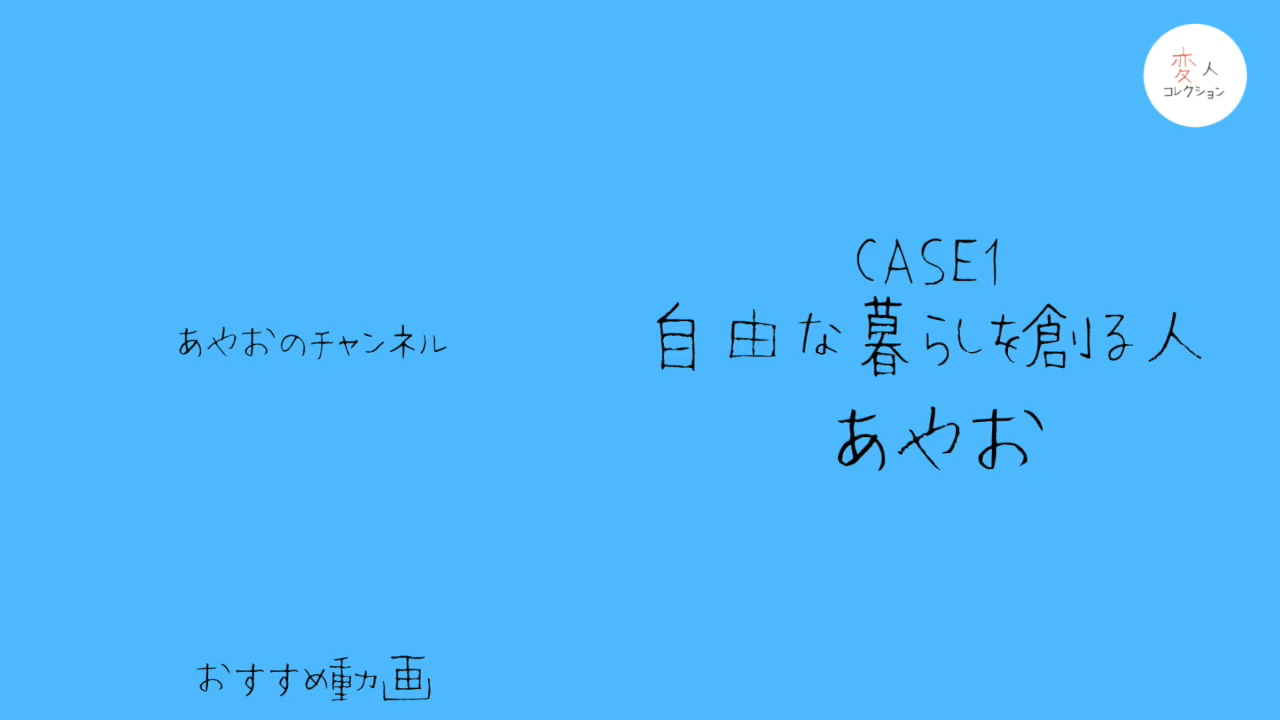 変人
コレクション
CASE1
自由な暮らしを創る人
あやお
あやおのチャンネル
おすすめ動画